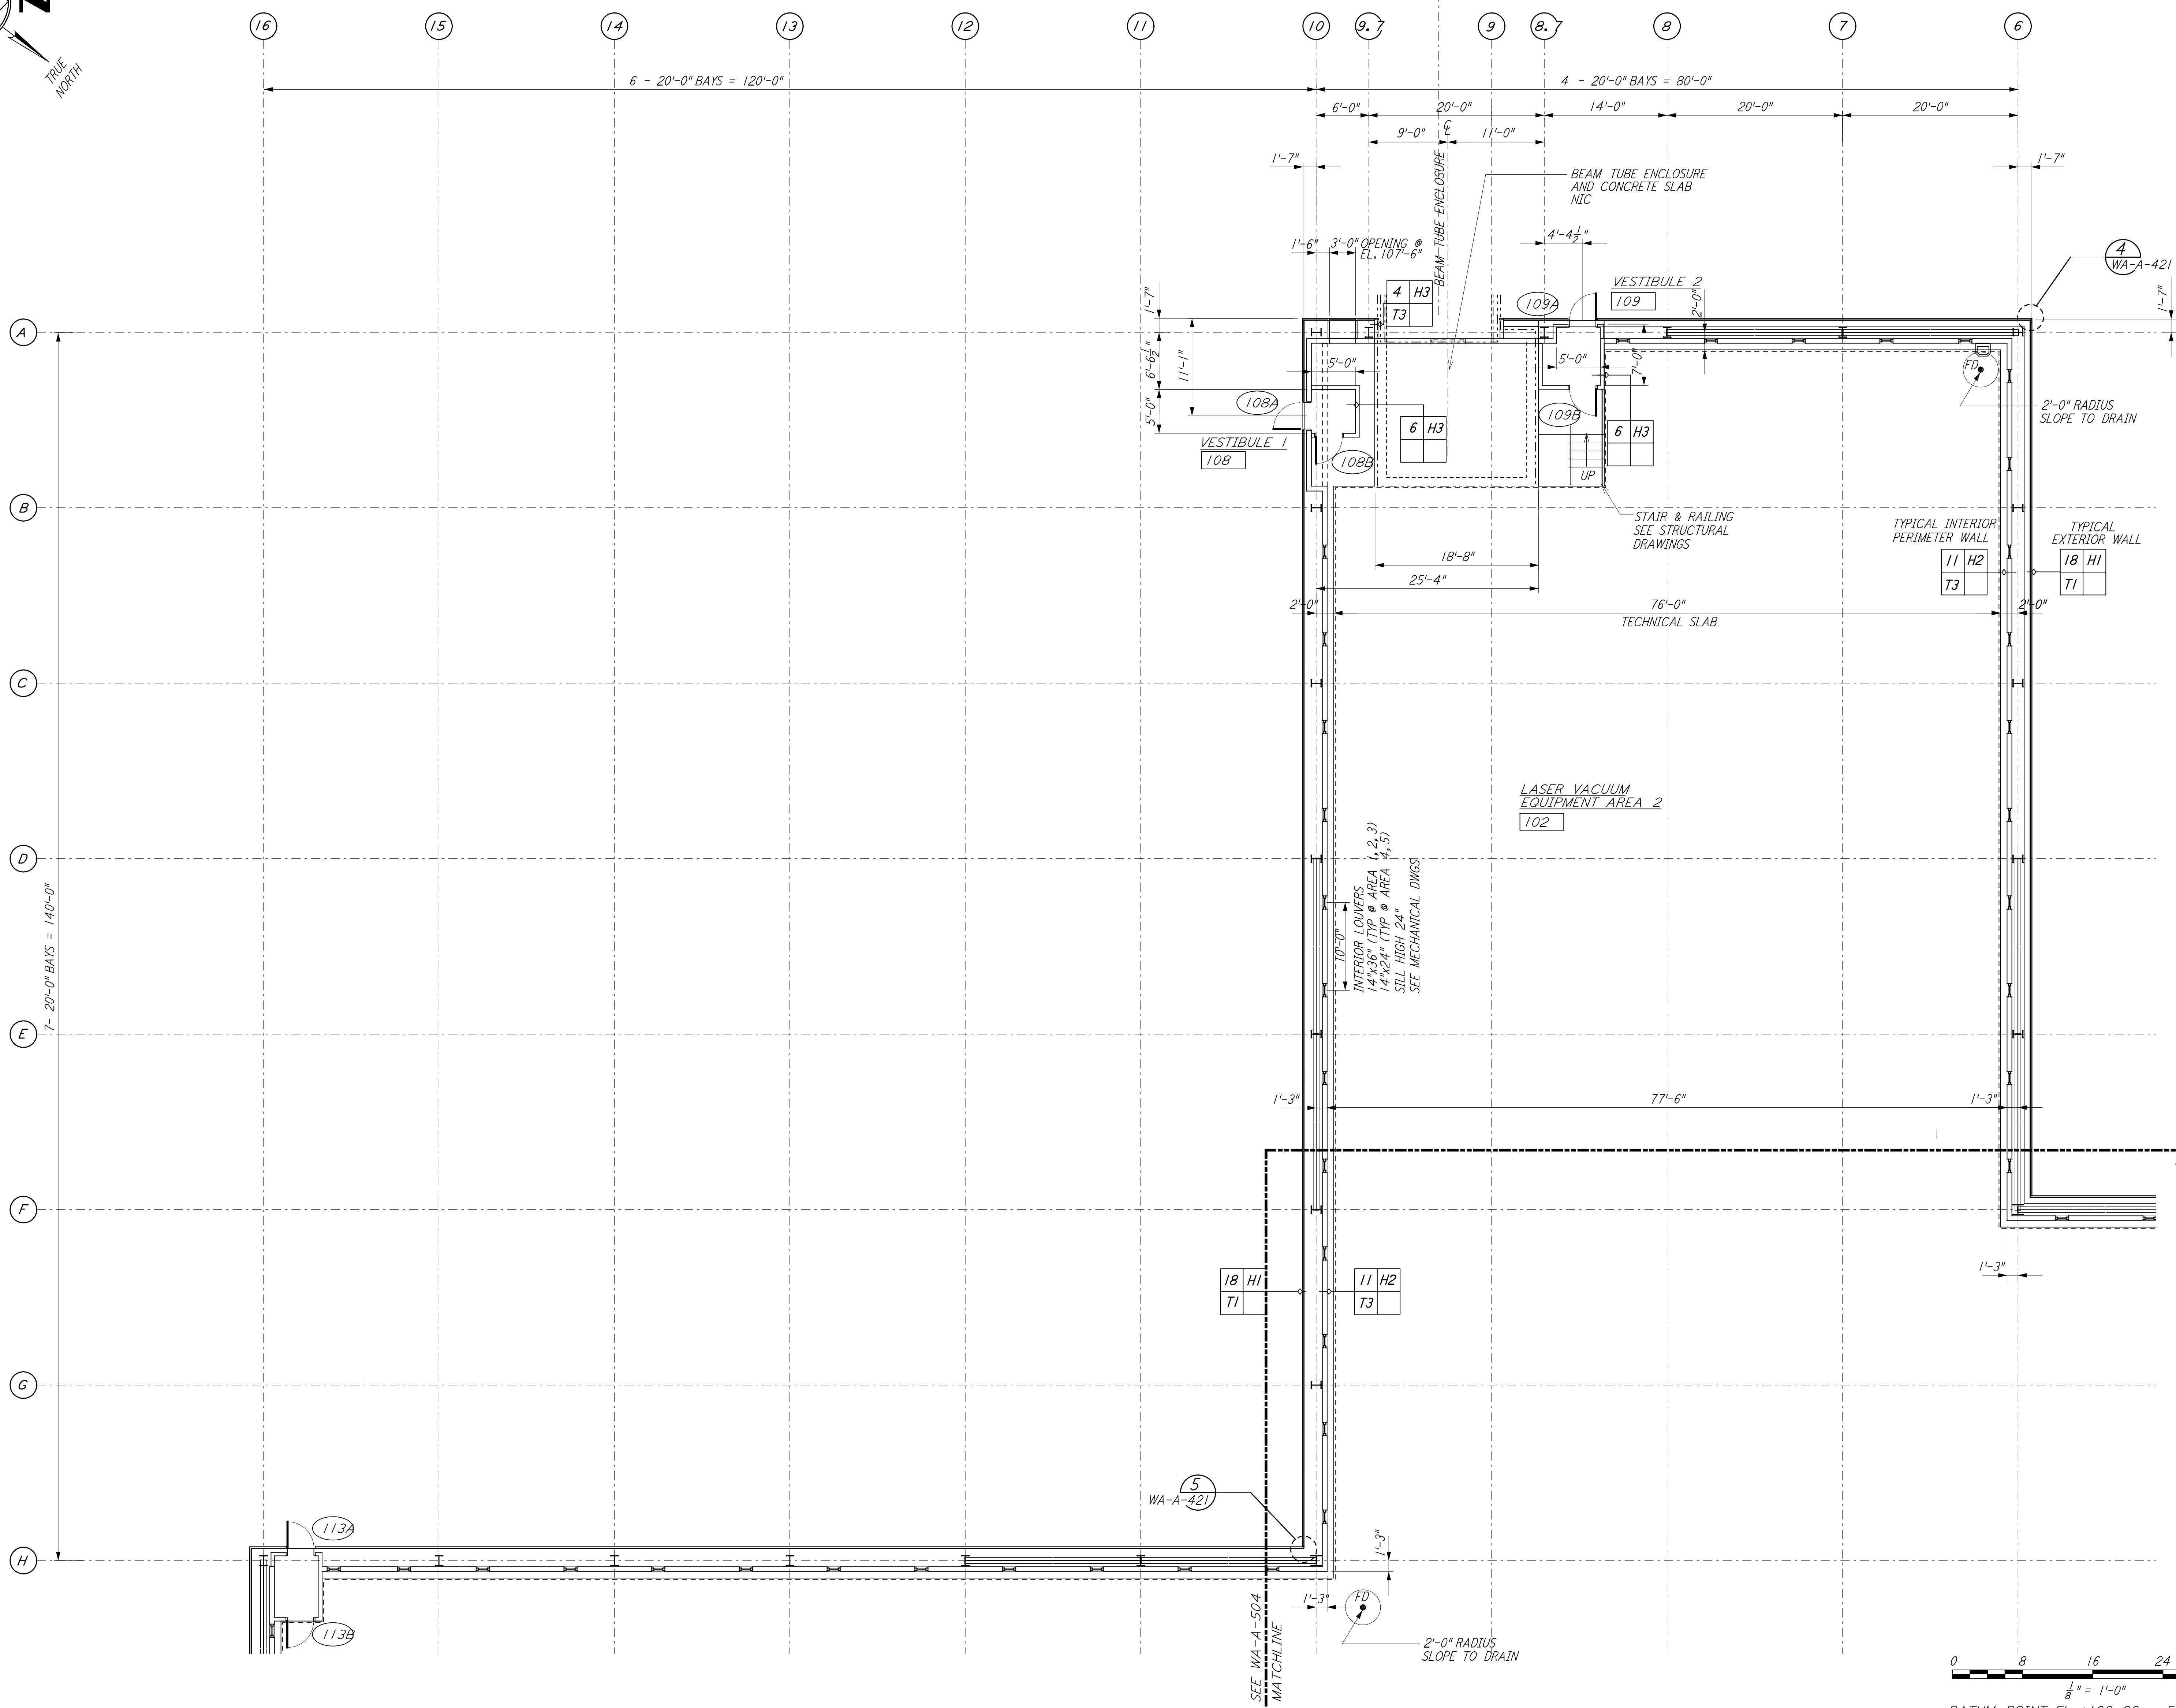 N
TRUE
NORTH
16
15
14
13
12
11
10
9.7
9
8.7
8
7
6
6 - 20'-0" BAYS = 120'-0"
4 - 20'-0" BAYS = 80'-0"
6'-0"
20'-0"
14'-0"
20'-0"
20'-0"
9'-0"
11'-0"
1'-7"
1'-7"
BEAM TUBE ENCLOSURE
BEAM TUBE ENCLOSURE
AND CONCRETE SLAB
NIC
1'-6"
3'-0" OPENING @
EL. 107'-6"
4'-4 1/2"
4
WA-A-421
VESTIBULE 2
109
2'-0"
1'-7"
4 H3
T3
109A
A
1'-7"
6'-6 1/2"
11'-1"
5'-0"
5'-0"
5'-0"
7'-0"
FD
2'-0" RADIUS
SLOPE TO DRAIN
108A
109B
6 H3
6 H3
VESTIBULE 1
108
108B
UP
B
STAIR & RAILING
SEE STRUCTURAL
DRAWINGS
TYPICAL INTERIOR
PERIMETER WALL
11 H2
T3
TYPICAL
EXTERIOR WALL
18 H1
T1
18'-8"
25'-4"
2'-0"
76'-0"
TECHNICAL SLAB
2'-0"
C
LASER VACUUM
EQUIPMENT AREA 2
102
D
7- 20'-0" BAYS = 140'-0"
10'-0"
INTERIOR LOUVERS
14"x36" (TYP @ AREA 1,2,3)
14"x24" (TYP @ AREA 4,5)
SILL HIGH 24"
SEE MECHANICAL DWGS
E
1'-3"
77'-6"
1'-3"
F
1'-3"
18 H1
T1
11 H2
T3
G
5
WA-A-421
113A
H
1'-3"
1'-3"
FD
113B
2'-0" RADIUS
SLOPE TO DRAIN
SEE WA-A-504
MATCHLINE
0 8 16 24
1/8" = 1'-0"